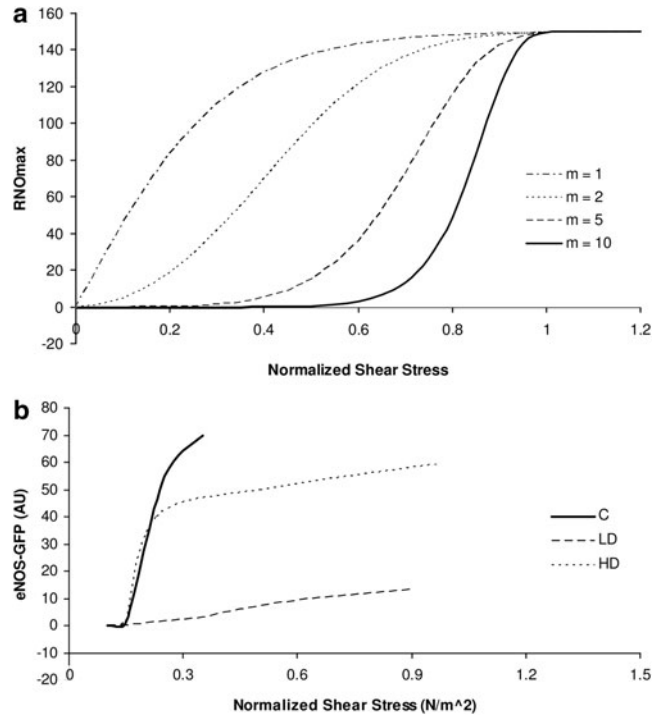 a
160
140
120
100
80
60
40
20
0
RNOmax
0
0.2
0.4
0.6
0.8
1
1.2
Normalized Shear Stress
m = 1
m = 2
m = 5
m = 10
b
80
70
60
50
40
30
20
10
0
-10
20
eNOS-GFP (AU)
0
0.3
0.6
0.9
1.2
1.5
Normalized Shear Stress (N/m^2)
C
LD
HD